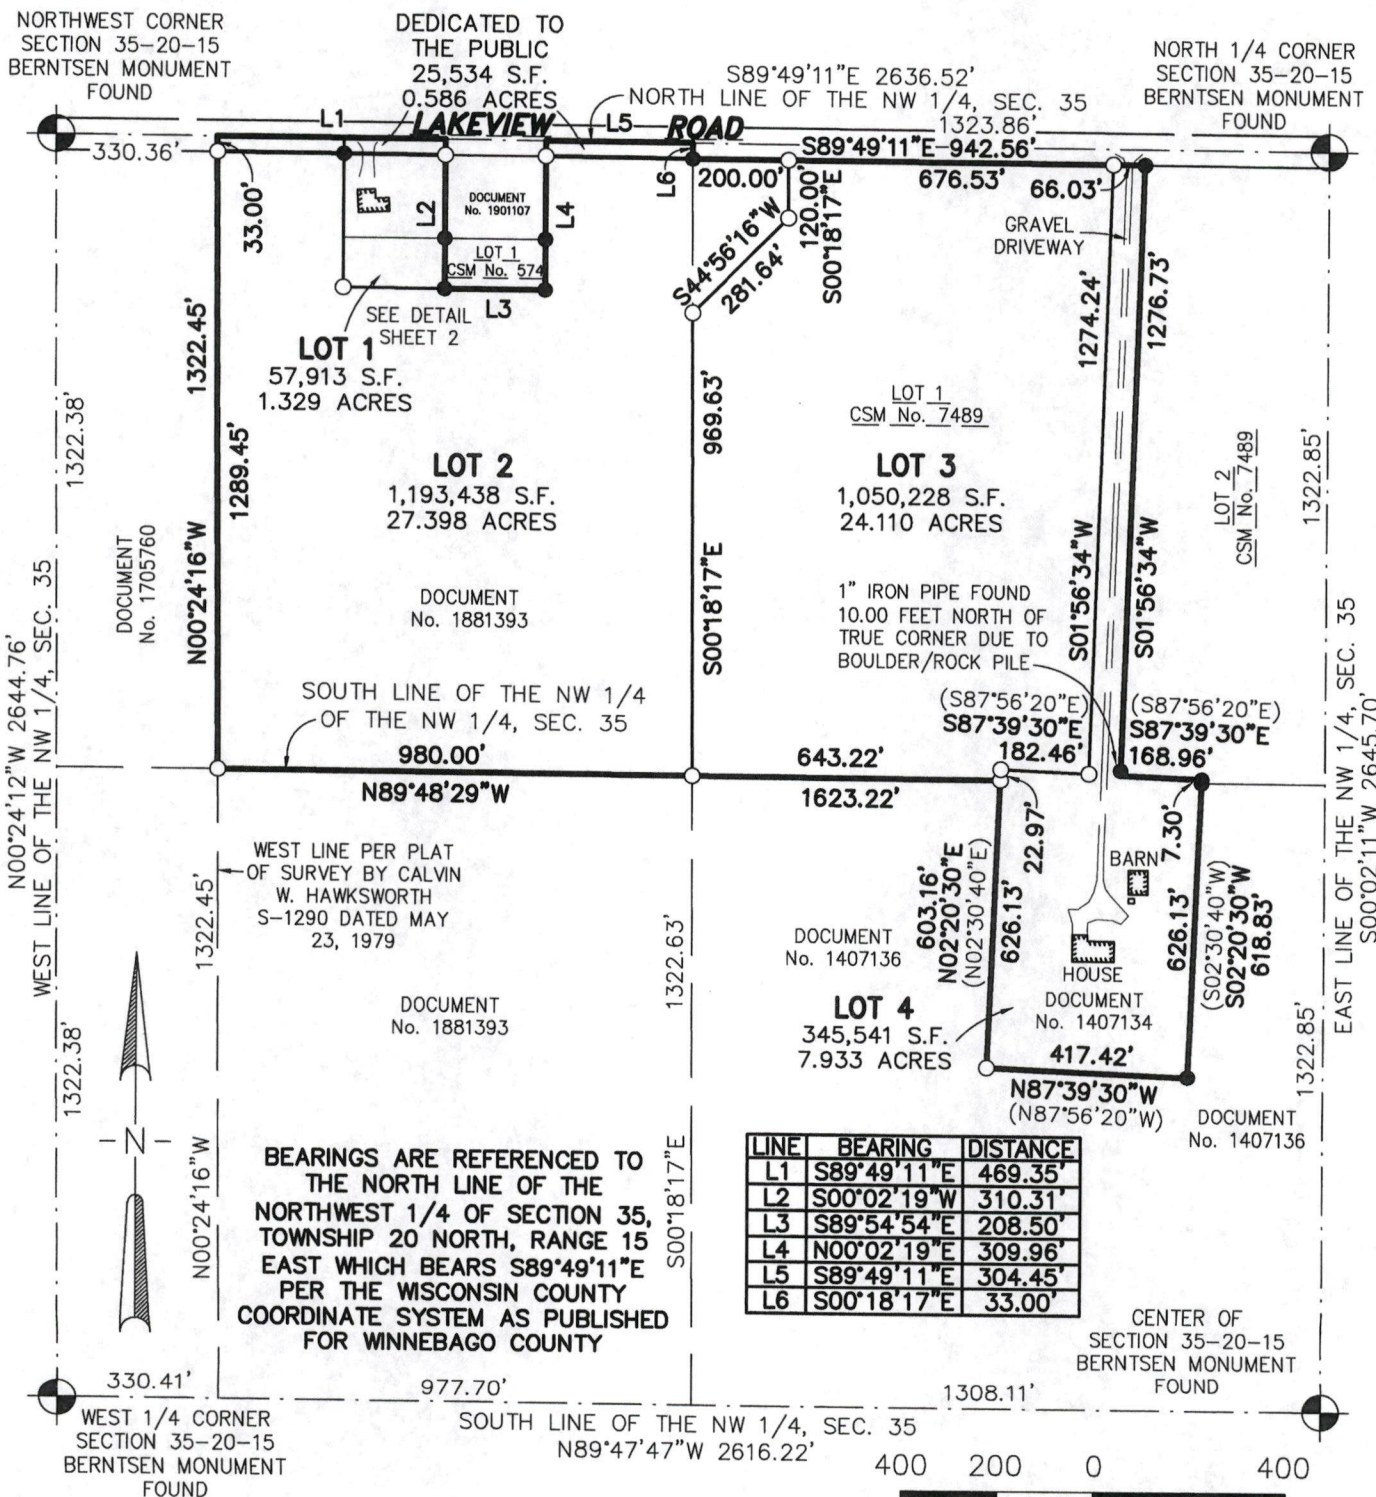 NORTHWEST CORNER
SECTION 35-20-15
BERNTSEN MONUMENT
FOUND
DEDICATED TO
THE PUBLIC
25,534 S.F.
0.586 ACRES
S89°49'11"E 2636.52'
NORTH LINE OF THE NW 1/4, SEC. 35
1323.86'
NORTH 1/4 CORNER
SECTION 35-20-15
BERNTSEN MONUMENT
FOUND
L1
LAKEVIEW ROAD
L5
330.36'
S89°49'11"E 942.56'
L6
200.00'
676.53'
66.03'
33.00'
L2
DOCUMENT
No. 1901107
L4
120.00'
S00°18'17"E
GRAVEL
DRIVEWAY
LOT 1
CSM No. 574
S44°56'16"W
281.64'
L3
SEE DETAIL
SHEET 2
LOT 1
57,913 S.F.
1.329 ACRES
1322.45'
1274.24'
1276.73'
1322.38'
1289.45'
969.63'
LOT 1
CSM No. 7489
LOT 2
1,193,438 S.F.
27.398 ACRES
LOT 3
1,050,228 S.F.
24.110 ACRES
LOT 2
CSM No. 7489
1322.85'
DOCUMENT
No. 1705760
N00°24'16"W
DOCUMENT
No. 1881393
S00°18'17"E
1" IRON PIPE FOUND
10.00 FEET NORTH OF
TRUE CORNER DUE TO
BOULDER/ROCK PILE
S01°56'34"W
S01°56'34"W
N00°24'12"W 2644.76'
WEST LINE OF THE NW 1/4, SEC. 35
SOUTH LINE OF THE NW 1/4
OF THE NW 1/4, SEC. 35
(S87°56'20"E)
S87°39'30"E
182.46'
(S87°56'20"E)
S87°39'30"E
168.96'
EAST LINE OF THE NW 1/4, SEC. 35
S00°02'11"W 2645.70'
980.00'
643.22'
N89°48'29"W
1623.22'
22.97'
7.30'
WEST LINE PER PLAT
OF SURVEY BY CALVIN
W. HAWKSWORTH
S-1290 DATED MAY
23, 1979
1322.45'
1322.63'
603.16'
N02°20'30"E
(N02°30'40"E)
626.13'
BARN
626.13'
(S02°30'40"W)
S02°20'30"W
618.83'
DOCUMENT
No. 1407136
HOUSE
DOCUMENT
No. 1881393
LOT 4
345,541 S.F.
7.933 ACRES
DOCUMENT
No. 1407134
417.42'
N87°39'30"W
(N87°56'20"W)
1322.38'
1322.85'
DOCUMENT
No. 1407136
N
N00°24'16"W
BEARINGS ARE REFERENCED TO
THE NORTH LINE OF THE
NORTHWEST 1/4 OF SECTION 35,
TOWNSHIP 20 NORTH, RANGE 15
EAST WHICH BEARS S89°49'11"E
PER THE WISCONSIN COUNTY
COORDINATE SYSTEM AS PUBLISHED
FOR WINNEBAGO COUNTY
S00°18'17"E
LINE BEARING DISTANCE
L1 S89°49'11"E 469.35'
L2 S00°02'19"W 310.31'
L3 S89°54'54"E 208.50'
L4 N00°02'19"E 309.96'
L5 S89°49'11"E 304.45'
L6 S00°18'17"E 33.00'
CENTER OF
SECTION 35-20-15
BERNTSEN MONUMENT
FOUND
330.41'
977.70'
1308.11'
WEST 1/4 CORNER
SECTION 35-20-15
BERNTSEN MONUMENT
FOUND
SOUTH LINE OF THE NW 1/4, SEC. 35
N89°47'47"W 2616.22'
400 200 0 400